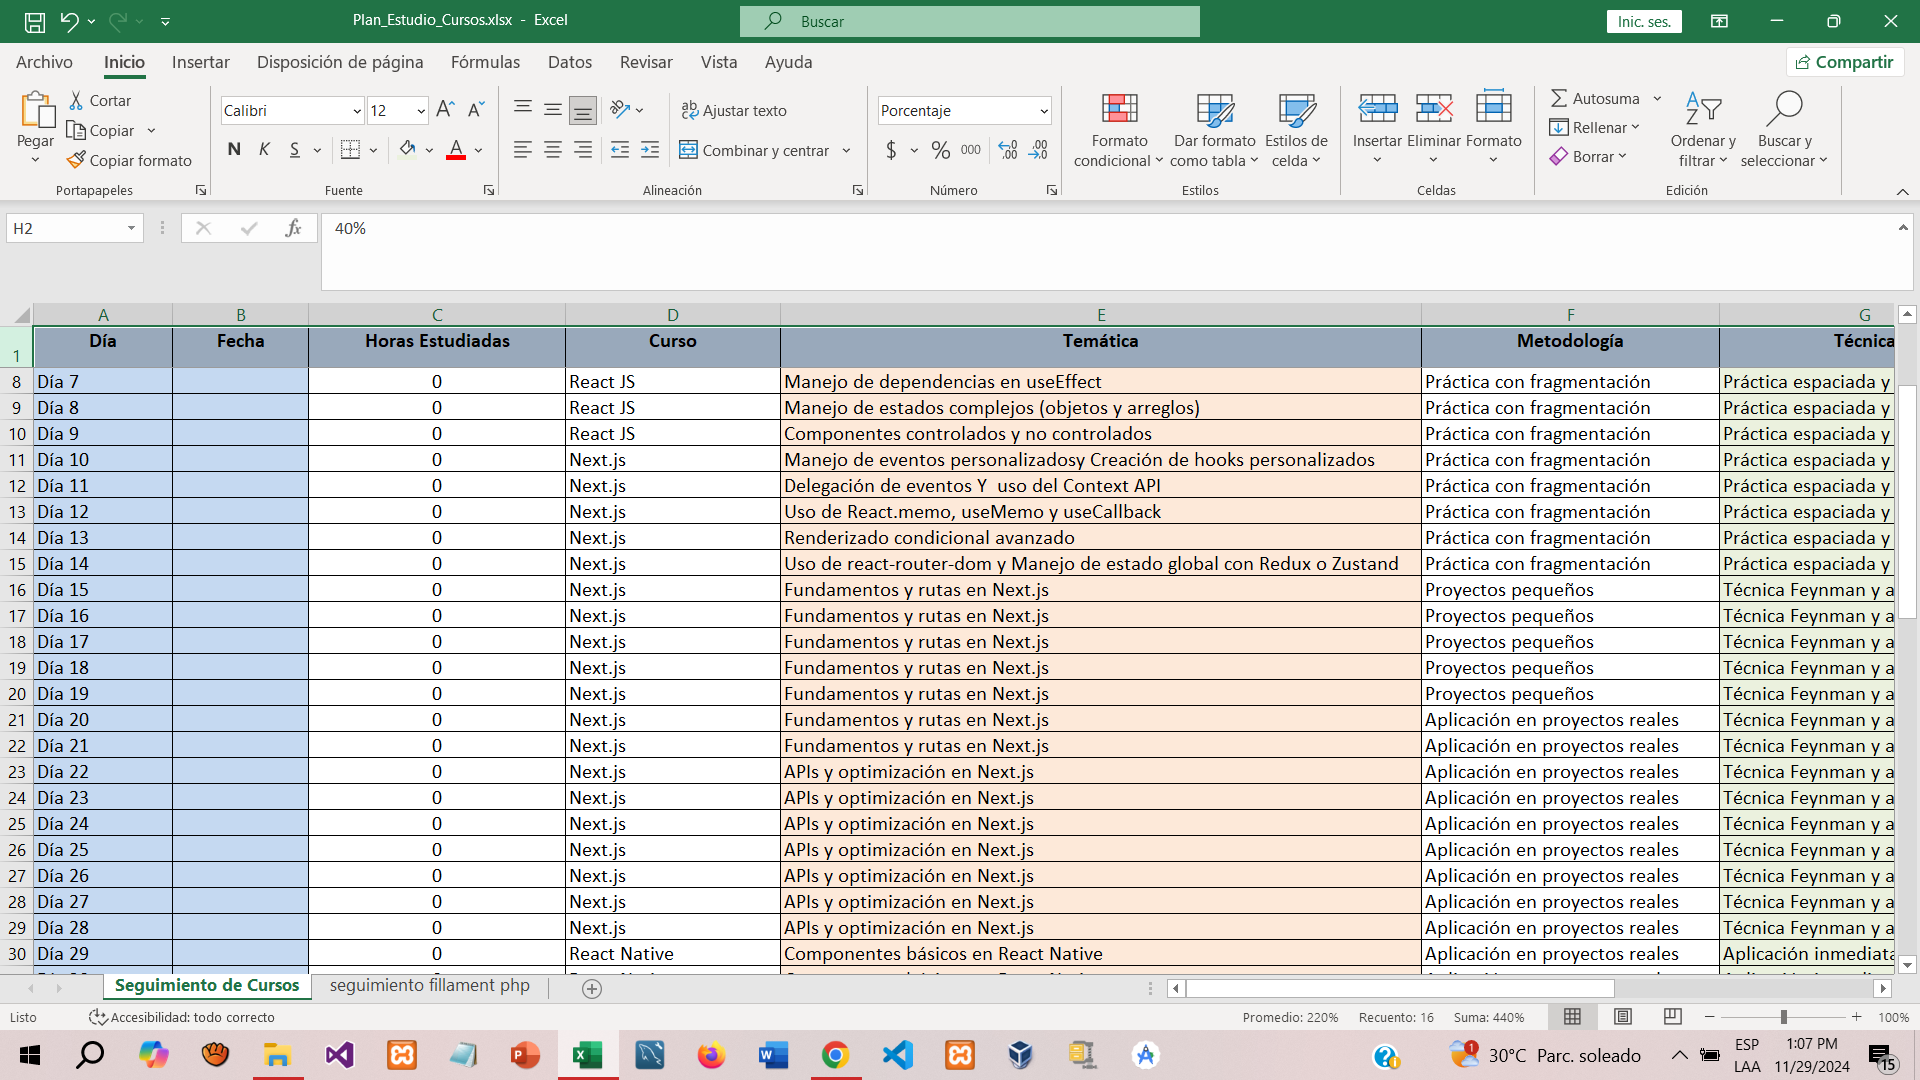 Plan_Estudio_Cursos.xlsx - Excel
Buscar
Inic. ses.
Archivo Inicio Insertar Disposición de página Fórmulas Datos Revisar Vista Ayuda
Compartir
Pegar
Cortar
Copiar
Copiar formato
Portapapeles
Calibri 12
N K S
Fuente
Ajustar texto
Combinar y centrar
Alineación
Porcentaje
$ % 000
Número
Formato condicional
Dar formato como tabla
Estilos de celda
Estilos
Insertar Eliminar Formato
Celdas
Autosuma
Rellenar
Borrar
Ordenar y filtrar
Buscar y seleccionar
Edición
H2 fx 40%
A B C D E F G
1 Día Fecha Horas Estudiadas Curso Temática Metodología Técnica
8 Día 7 0 React JS Manejo de dependencias en useEffect Práctica con fragmentación Práctica espaciada y
9 Día 8 0 React JS Manejo de estados complejos (objetos y arreglos) Práctica con fragmentación Práctica espaciada y
10 Día 9 0 React JS Componentes controlados y no controlados Práctica con fragmentación Práctica espaciada y
11 Día 10 0 Next.js Manejo de eventos personalizadosy Creación de hooks personalizados Práctica con fragmentación Práctica espaciada y
12 Día 11 0 Next.js Delegación de eventos Y  uso del Context API Práctica con fragmentación Práctica espaciada y
13 Día 12 0 Next.js Uso de React.memo, useMemo y useCallback Práctica con fragmentación Práctica espaciada y
14 Día 13 0 Next.js Renderizado condicional avanzado Práctica con fragmentación Práctica espaciada y
15 Día 14 0 Next.js Uso de react-router-dom y Manejo de estado global con Redux o Zustand Práctica con fragmentación Práctica espaciada y
16 Día 15 0 Next.js Fundamentos y rutas en Next.js Proyectos pequeños Técnica Feynman y a
17 Día 16 0 Next.js Fundamentos y rutas en Next.js Proyectos pequeños Técnica Feynman y a
18 Día 17 0 Next.js Fundamentos y rutas en Next.js Proyectos pequeños Técnica Feynman y a
19 Día 18 0 Next.js Fundamentos y rutas en Next.js Proyectos pequeños Técnica Feynman y a
20 Día 19 0 Next.js Fundamentos y rutas en Next.js Proyectos pequeños Técnica Feynman y a
21 Día 20 0 Next.js Fundamentos y rutas en Next.js Aplicación en proyectos reales Técnica Feynman y a
22 Día 21 0 Next.js Fundamentos y rutas en Next.js Aplicación en proyectos reales Técnica Feynman y a
23 Día 22 0 Next.js APIs y optimización en Next.js Aplicación en proyectos reales Técnica Feynman y a
24 Día 23 0 Next.js APIs y optimización en Next.js Aplicación en proyectos reales Técnica Feynman y a
25 Día 24 0 Next.js APIs y optimización en Next.js Aplicación en proyectos reales Técnica Feynman y a
26 Día 25 0 Next.js APIs y optimización en Next.js Aplicación en proyectos reales Técnica Feynman y a
27 Día 26 0 Next.js APIs y optimización en Next.js Aplicación en proyectos reales Técnica Feynman y a
28 Día 27 0 Next.js APIs y optimización en Next.js Aplicación en proyectos reales Técnica Feynman y a
29 Día 28 0 Next.js APIs y optimización en Next.js Aplicación en proyectos reales Técnica Feynman y a
30 Día 29 0 React Native Componentes básicos en React Native Aplicación en proyectos reales Aplicación inmediata
Seguimiento de Cursos seguimiento fillament php
Listo Accesibilidad: todo correcto Promedio: 220% Recuento: 16 Suma: 440% 100%
30°C Parc. soleado
ESP
LAA
1:07 PM
11/29/2024
15